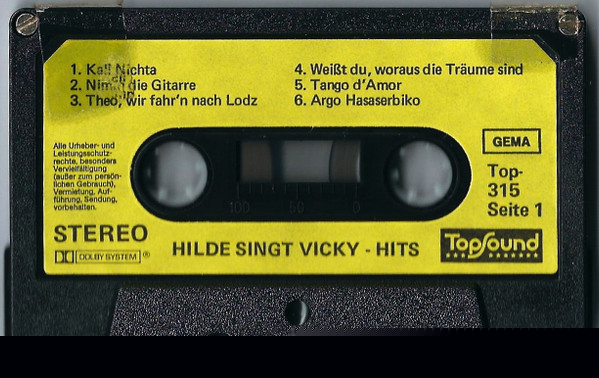 1. Kali Nichta
2. Nimm die Gitarre
3. Theo, wir fahr'n nach Lodz
4. Weißt du, woraus die Träume sind
5. Tango d'Amor
6. Argo Hasaserbiko
Alle Urheber- und
Leistungsschutz-
rechte, besonders
Vervielfältigung
(außer zum persön-
lichen Gebrauch),
Vermietung, Auf-
führung, Sendung,
vorbehalten.
GEMA
Top-
315
Seite 1
100 50 0
STEREO
DOLBY SYSTEM ®
HILDE SINGT VICKY - HITS
TopSound